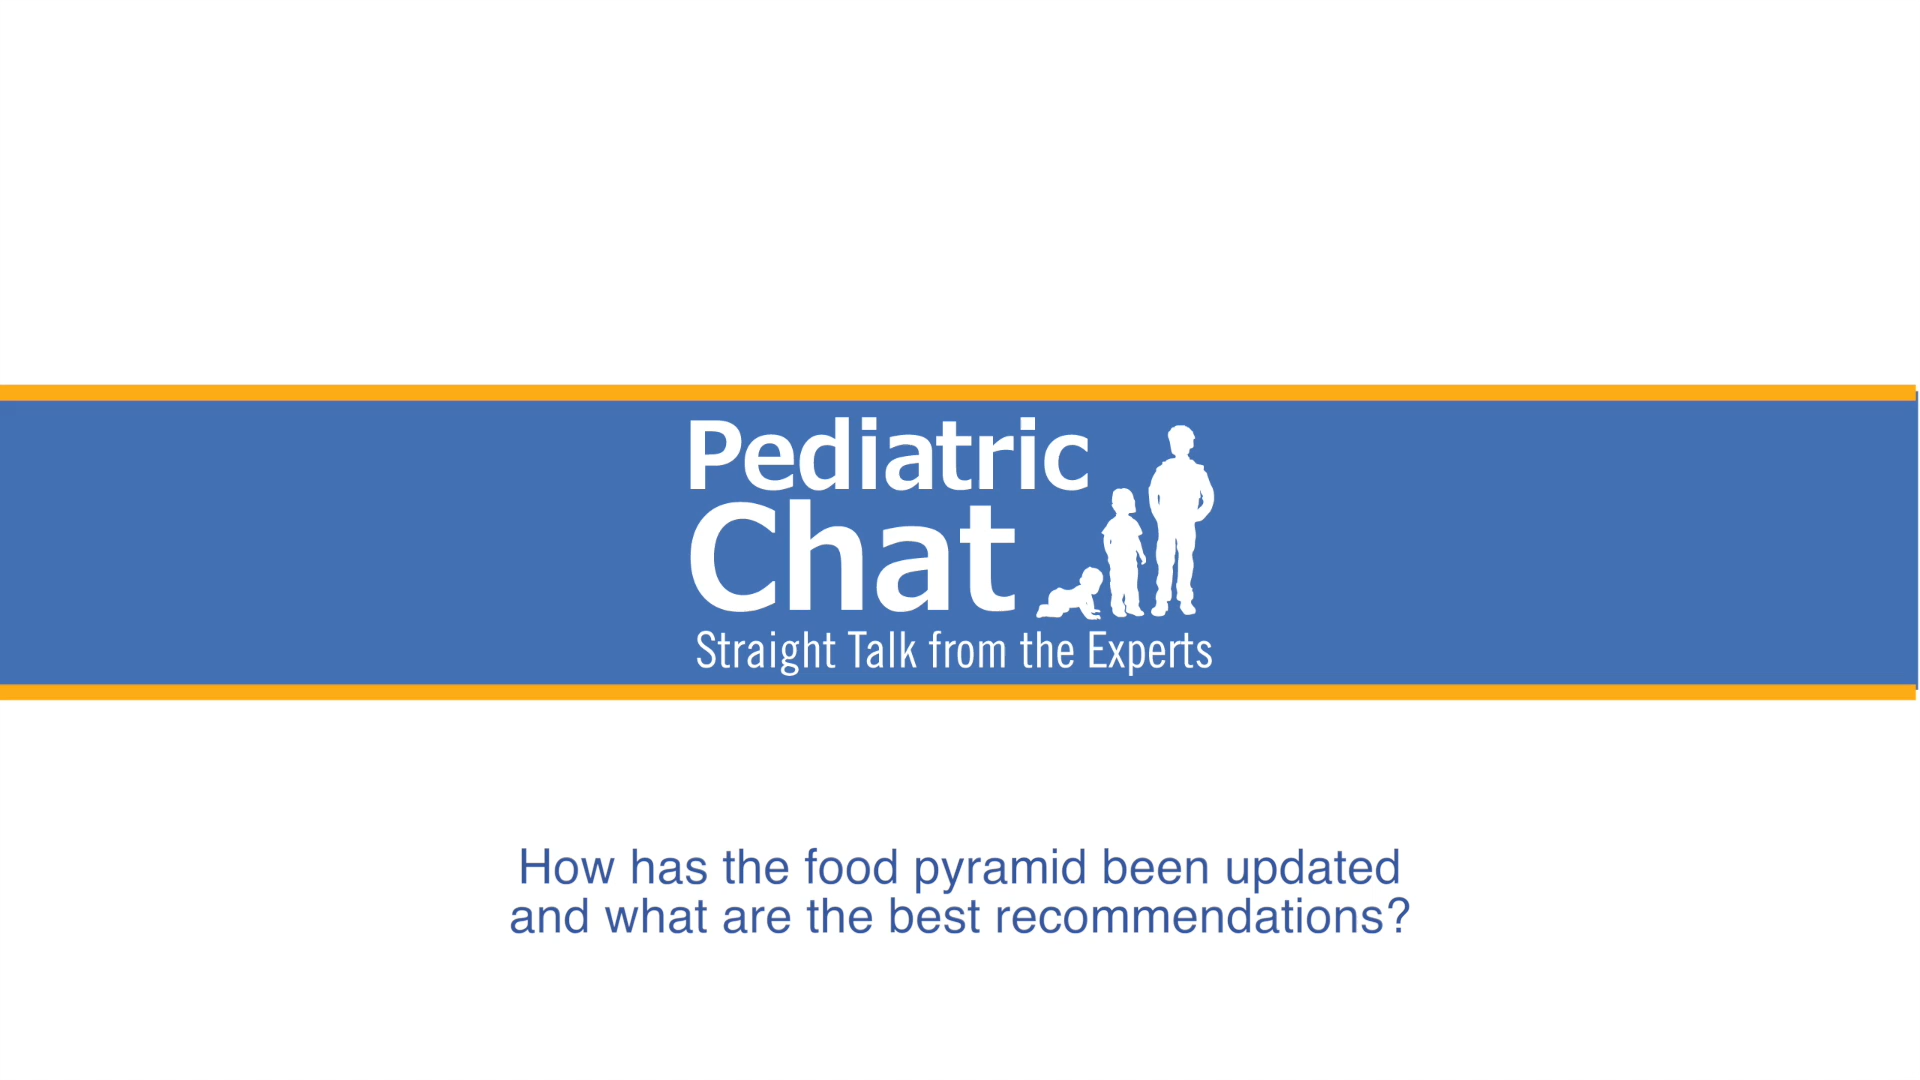 Pediatric
Chat
Straight Talk from the Experts
How has the food pyramid been updated
and what are the best recommendations?